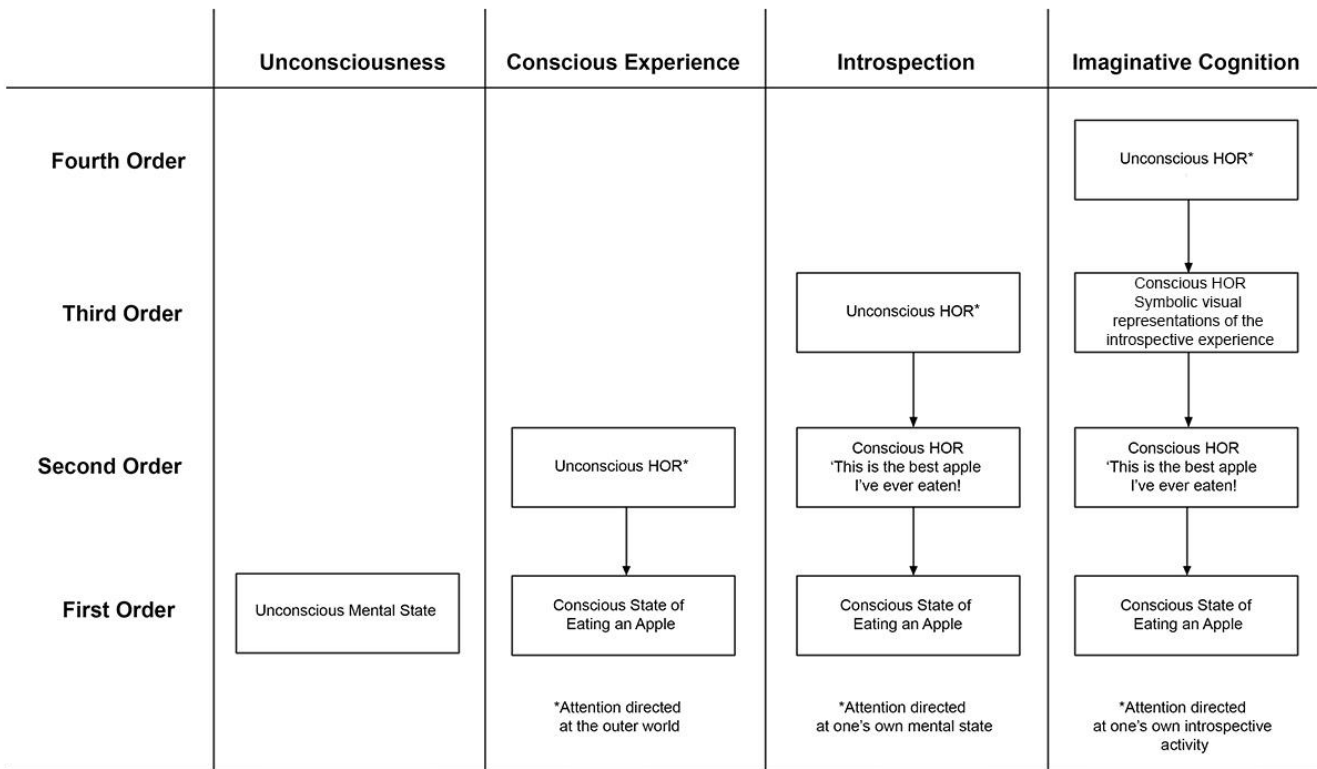 Unconsciousness
Conscious Experience
Introspection
Imaginative Cognition
Fourth Order
Unconscious HOR*
Third Order
Unconscious HOR*
Conscious HOR
Symbolic visual
representations of the
introspective experience
Second Order
Unconscious HOR*
Conscious HOR
'This is the best apple
I've ever eaten!
Conscious HOR
'This is the best apple
I've ever eaten!
First Order
Unconscious Mental State
Conscious State of
Eating an Apple
Conscious State of
Eating an Apple
Conscious State of
Eating an Apple
*Attention directed
at the outer world
*Attention directed
at one's own mental state
*Attention directed
at one's own introspective
activity